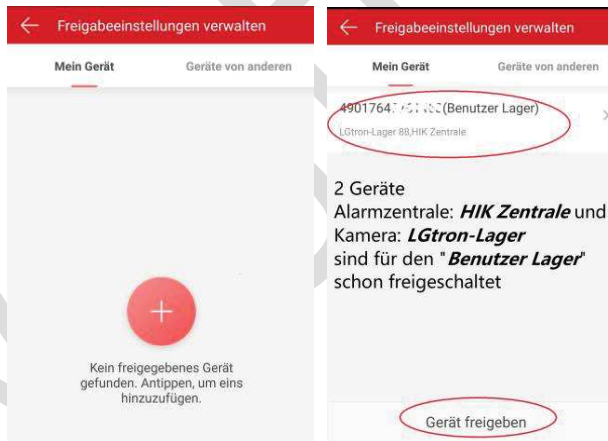 Freigabeeinstellungen verwalten
Mein Gerät
Geräte von anderen
Kein freigegebenes Gerät
gefunden. Antippen, um eins
hinzuzufügen.
Freigabeeinstellungen verwalten
Mein Gerät
Geräte von anderen
(Benutzer Lager)
LGtron-Lager 88,HIK Zentrale
2 Geräte
Alarmzentrale: HIK Zentrale und
Kamera: LGtron-Lager
sind für den "Benutzer Lager"
schon freigeschaltet
Gerät freigeben